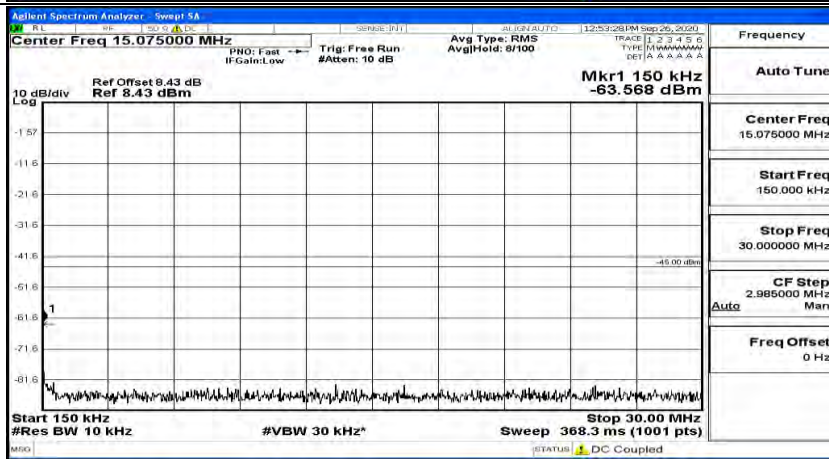 Agilent Spectrum Analyzer - Swept SA
RL RF 50 Ω DC SENSE:INT ALIGN AUTO 12:53:28 PM Sep 26, 2020
Center Freq 15.075000 MHz
PNO: Fast
IFGain:Low
Trig: Free Run
#Atten: 10 dB
Avg Type: RMS
Avg|Hold: 8/100
TRACE 1 2 3 4 5 6
TYPE MWWWWW
DET A A A A A A
Mkr1 150 kHz
-63.568 dBm
Ref Offset 8.43 dB
Ref 8.43 dBm
10 dB/div
Log
-1.57
-11.6
-21.6
-31.6
-41.6
-45.00 dBm
-51.6
1
-61.6
-71.6
-81.6
Start 150 kHz
Stop 30.00 MHz
#Res BW 10 kHz
#VBW 30 kHz*
Sweep 368.3 ms (1001 pts)
MSG
STATUS
DC Coupled
Frequency
Auto Tune
Center Freq
15.075000 MHz
Start Freq
150.000 kHz
Stop Freq
30.000000 MHz
CF Step
2.985000 MHz
Auto Man
Freq Offset
0 Hz